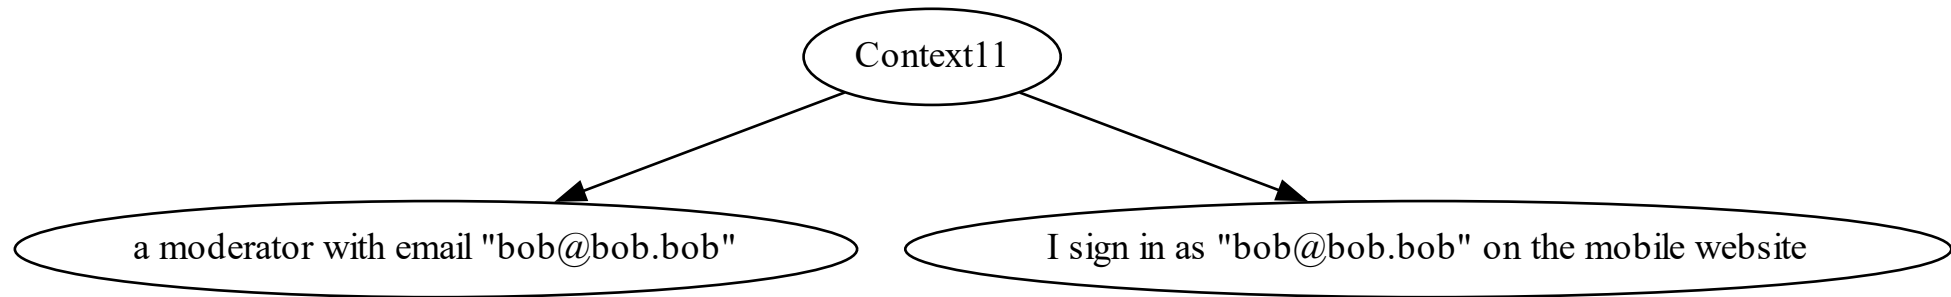 Context11
a moderator with email "bob@bob.bob"
I sign in as "bob@bob.bob" on the mobile website